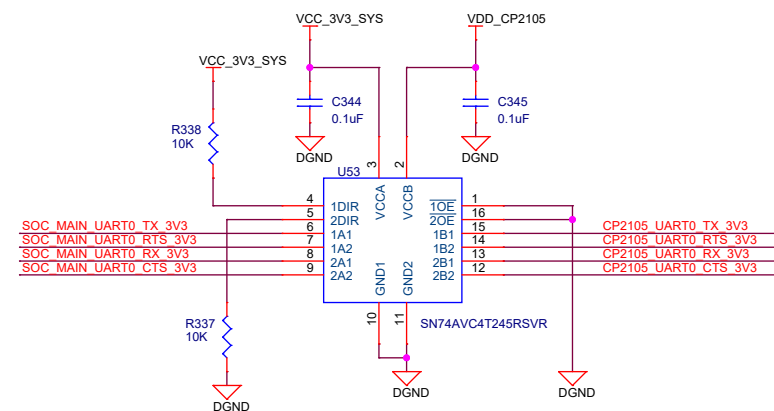 VCC_3V3_SYS
VDD_CP2105
VCC_3V3_SYS
C344
0.1uF
C345
0.1uF
R338
10K
DGND
DGND
U53
3
2
VCCA
VCCB
4
1DIR
1OE
1
5
2DIR
2OE
16
SOC_MAIN_UART0_TX_3V3
6
1A1
1B1
15
CP2105_UART0_TX_3V3
SOC_MAIN_UART0_RTS_3V3
7
1A2
1B2
14
CP2105_UART0_RTS_3V3
SOC_MAIN_UART0_RX_3V3
8
2A1
2B1
13
CP2105_UART0_RX_3V3
SOC_MAIN_UART0_CTS_3V3
9
2A2
2B2
12
CP2105_UART0_CTS_3V3
GND1
GND2
10
11
SN74AVC4T245RSVR
R337
10K
DGND
DGND
DGND